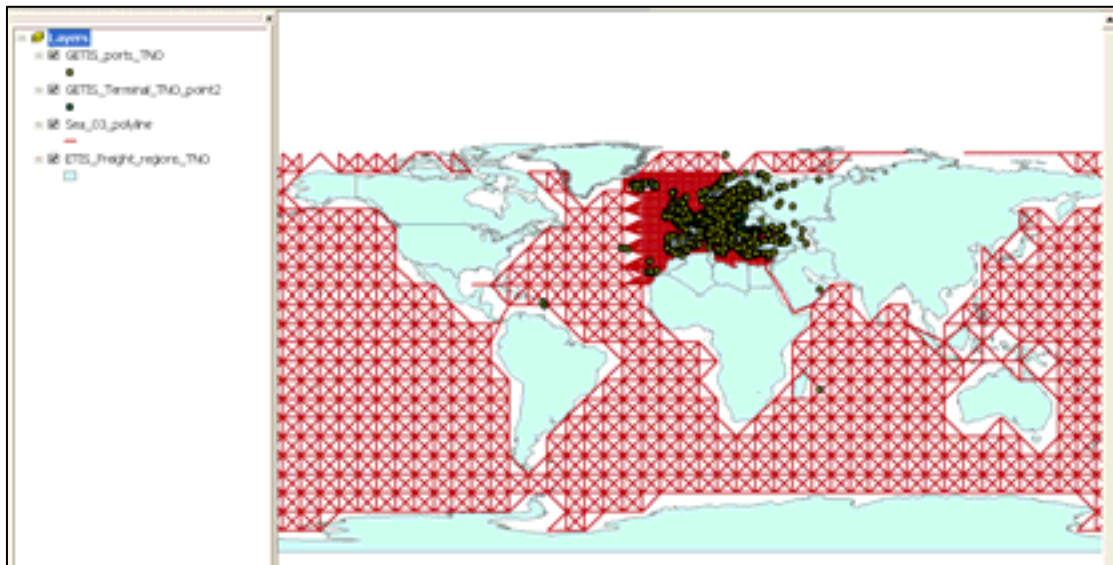 Layers
GETIS_ports_TNO
GETIS_Terminal_TNO_point2
Sea_03_polyline
ETIS_Freight_regions_TNO